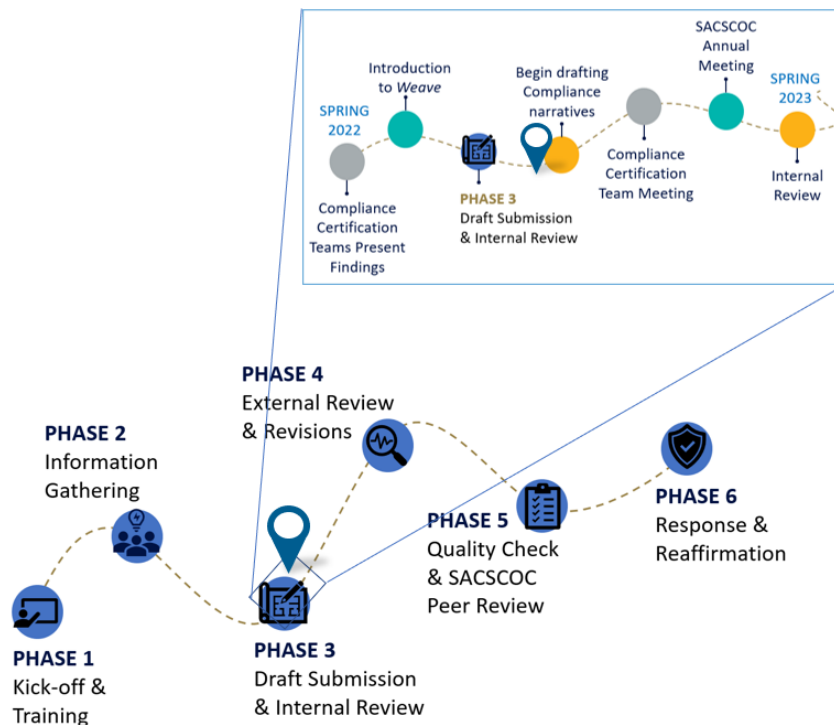 SPRING
2022
Compliance
Certification
Teams Present
Findings
Introduction
to Weave
PHASE 3
Draft Submission
& Internal Review
Begin drafting
Compliance
narratives
Compliance
Certification
Team Meeting
SACSCOC
Annual
Meeting
SPRING
2023
Internal
Review
PHASE 1
Kick-off &
Training
PHASE 2
Information
Gathering
PHASE 3
Draft Submission
& Internal Review
PHASE 4
External Review
& Revisions
PHASE 5
Quality Check
& SACSCOC
Peer Review
PHASE 6
Response &
Reaffirmation